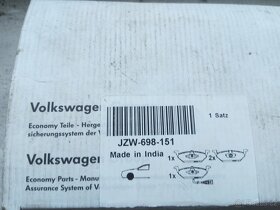 Volkswagen
Economy Teile - Herge
sicherungssystem der V
1 Satz
JZW-698-151
Made in India
1x
2x
1x
Volkswagen
Economy Parts - Manu
Assurance System of V